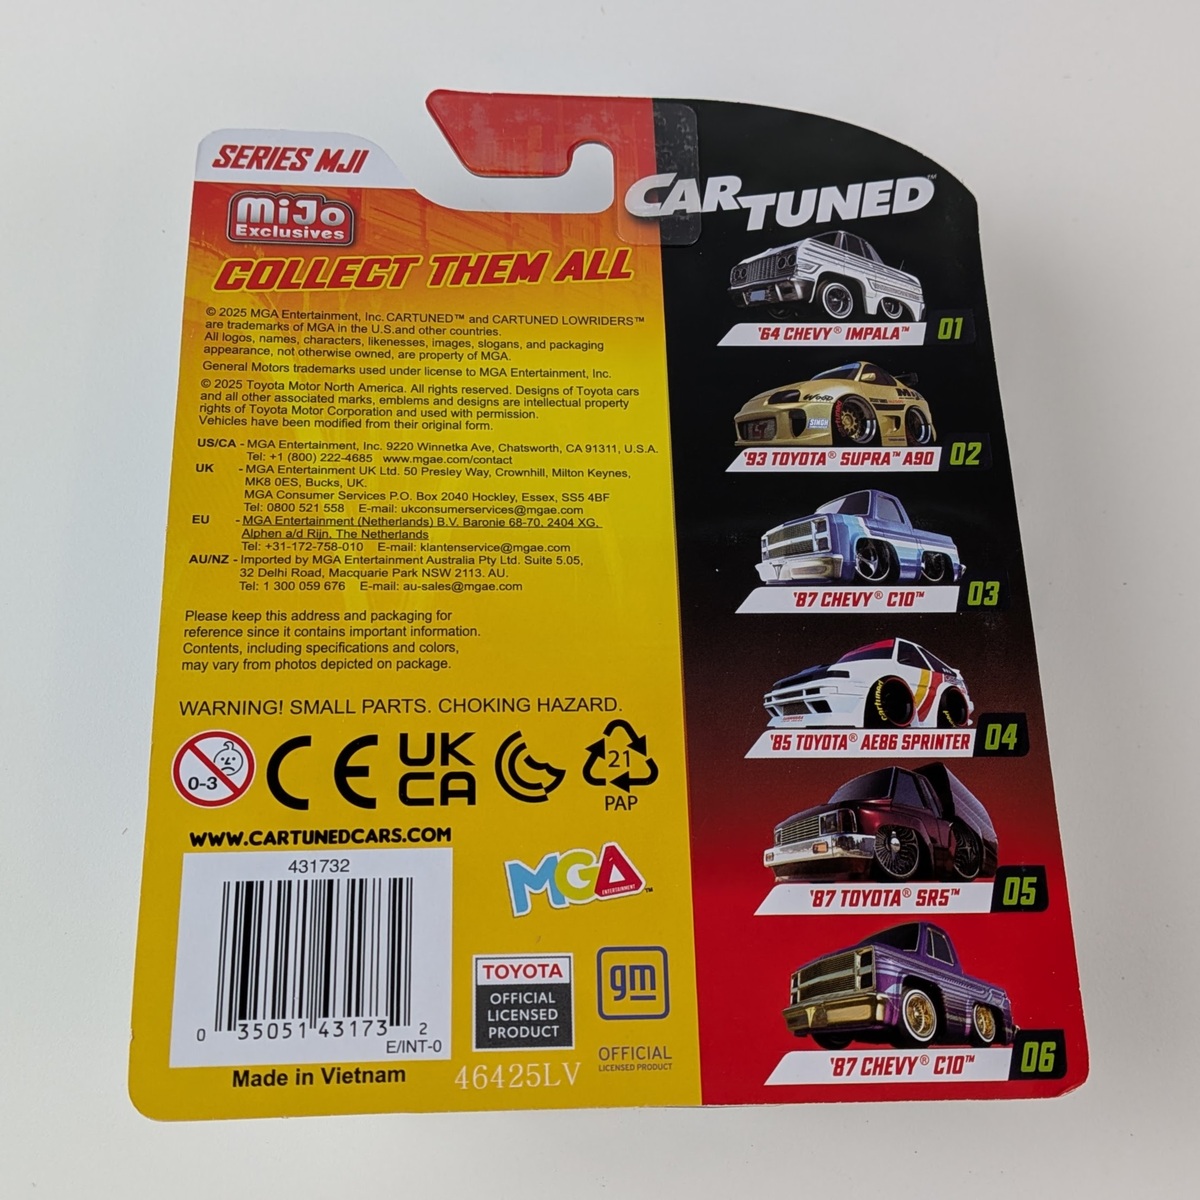 SERIES MJ1
MiJo
Exclusives
COLLECT THEM ALL
© 2025 MGA Entertainment, Inc. CARTUNED™ and CARTUNED LOWRIDERS™
are trademarks of MGA in the U.S.and other countries.
All logos, names, characters, likenesses, images, slogans, and packaging
appearance, not otherwise owned, are property of MGA.
General Motors trademarks used under license to MGA Entertainment, Inc.
© 2025 Toyota Motor North America. All rights reserved. Designs of Toyota cars
and all other associated marks, emblems and designs are intellectual property
rights of Toyota Motor Corporation and used with permission.
Vehicles have been modified from their original form.
US/CA - MGA Entertainment, Inc. 9220 Winnetka Ave, Chatsworth, CA 91311, U.S.A.
Tel: +1 (800) 222-4685 www.mgae.com/contact
UK - MGA Entertainment UK Ltd. 50 Presley Way, Crownhill, Milton Keynes,
MK8 0ES, Bucks, UK.
MGA Consumer Services P.O. Box 2040 Hockley, Essex, SS5 4BF
Tel: 0800 521 558 E-mail: ukconsumerservices@mgae.com
EU - MGA Entertainment (Netherlands) B.V. Baronie 68-70, 2404 XG,
Alphen a/d Rijn, The Netherlands
Tel: +31-172-758-010 E-mail: klantenservice@mgae.com
AU/NZ - Imported by MGA Entertainment Australia Pty Ltd. Suite 5.05,
32 Delhi Road, Macquarie Park NSW 2113. AU.
Tel: 1 300 059 676 E-mail: au-sales@mgae.com
Please keep this address and packaging for
reference since it contains important information.
Contents, including specifications and colors,
may vary from photos depicted on package.
WARNING! SMALL PARTS. CHOKING HAZARD.
0-3
CE
UK
CA
21
PAP
WWW.CARTUNEDCARS.COM
431732
0 35051 43173 2
E/INT-0
Made in Vietnam
MGA™
ENTERTAINMENT
TOYOTA
OFFICIAL
LICENSED
PRODUCT
gm
OFFICIAL
LICENSED PRODUCT
46425LV
CARTUNED™
'64 CHEVY® IMPALA™ 01
'93 TOYOTA® SUPRA™ A90 02
'87 CHEVY® C10™ 03
'85 TOYOTA® AE86 SPRINTER 04
'87 TOYOTA® SR5™ 05
'87 CHEVY® C10™ 06